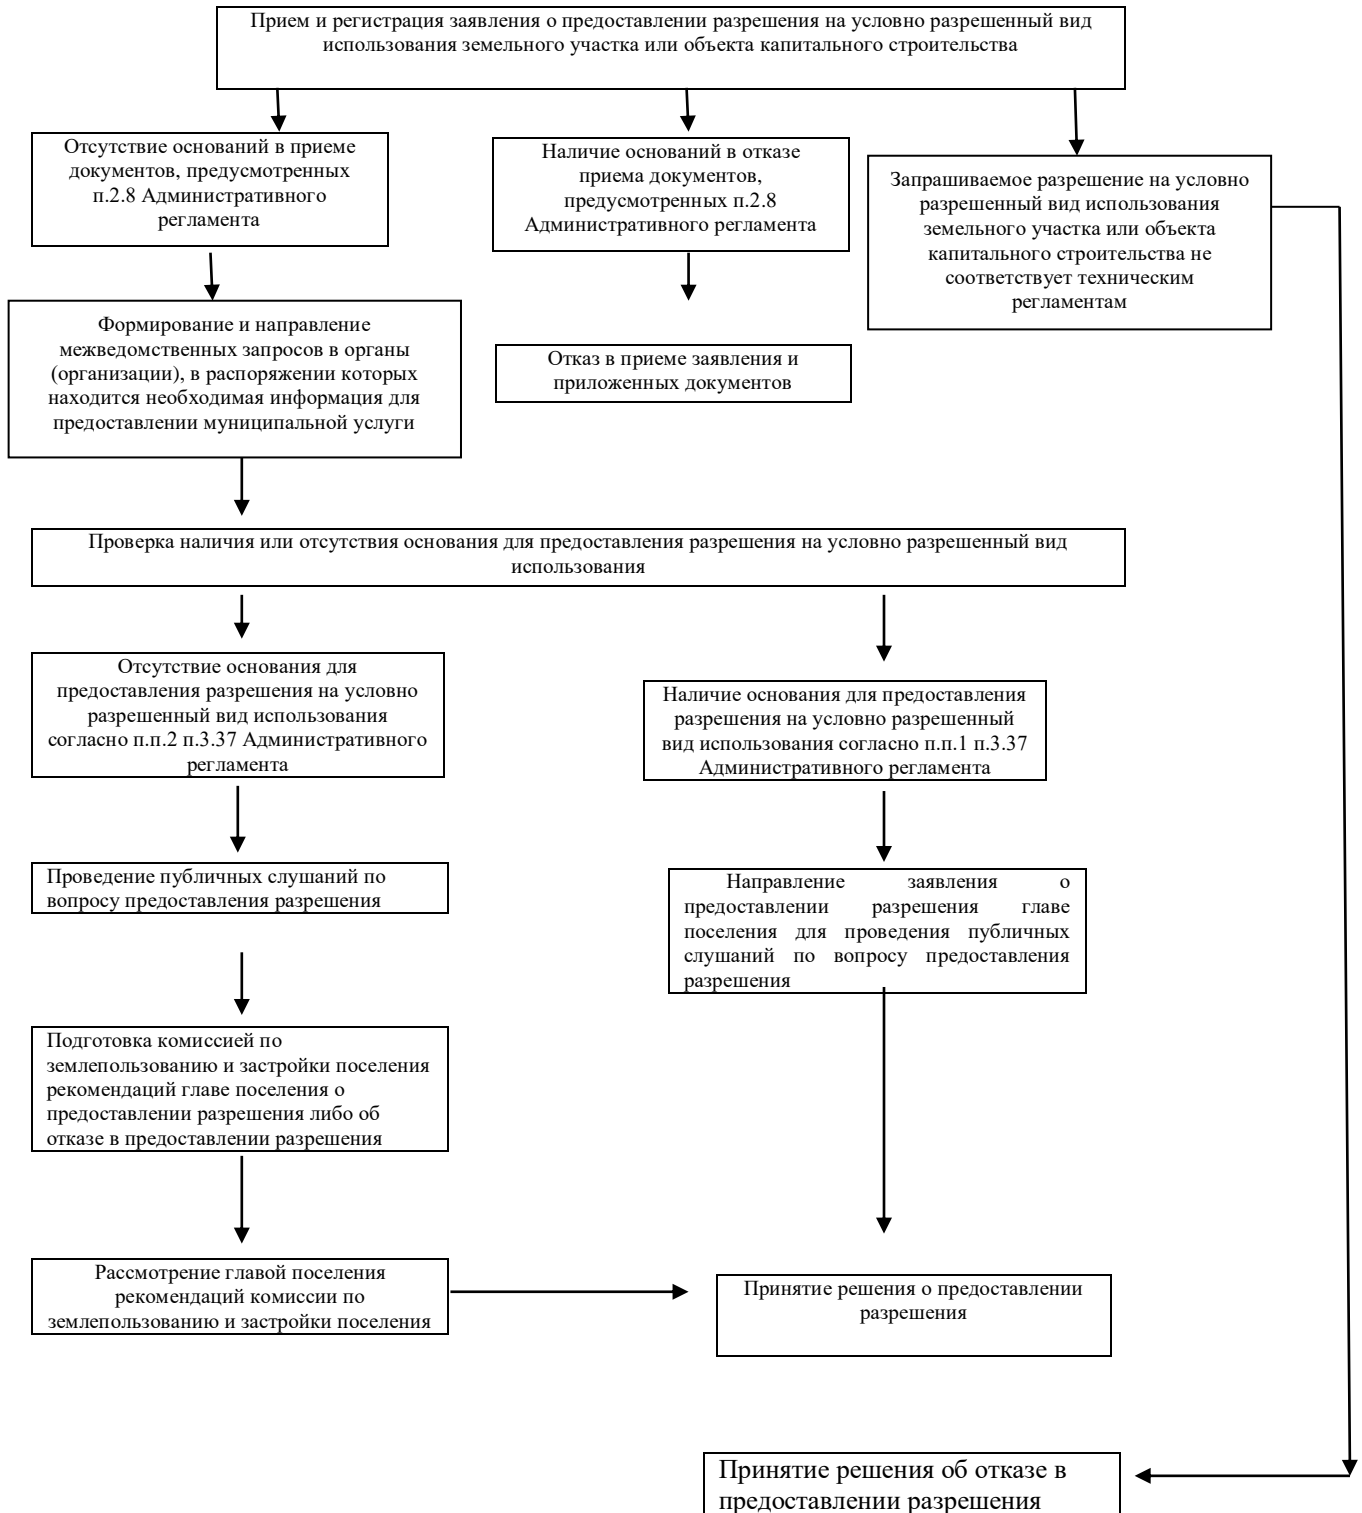 Прием и регистрация заявления о предоставлении разрешения на условно разрешенный вид
использования земельного участка или объекта капитального строительства
Отсутствие оснований в приеме
документов, предусмотренных
п.2.8 Административного
регламента
Наличие оснований в отказе
приема документов,
предусмотренных п.2.8
Административного регламента
Запрашиваемое разрешение на условно
разрешенный вид использования
земельного участка или объекта
капитального строительства не
соответствует техническим
регламентам
Формирование и направление
межведомственных запросов в органы
(организации), в распоряжении которых
находится необходимая информация для
предоставлении муниципальной услуги
Отказ в приеме заявления и
приложенных документов
Проверка наличия или отсутствия основания для предоставления разрешения на условно разрешенный вид
использования
Отсутствие основания для
предоставления разрешения на условно
разрешенный вид использования
согласно п.п.2 п.3.37 Административного
регламента
Наличие основания для предоставления
разрешения на условно разрешенный
вид использования согласно п.п.1 п.3.37
Административного регламента
Проведение публичных слушаний по
вопросу предоставления разрешения
Направление заявления о
предоставлении разрешения главе
поселения для проведения публичных
слушаний по вопросу предоставления
разрешения
Подготовка комиссией по
землепользованию и застройки поселения
рекомендаций главе поселения о
предоставлении разрешения либо об
отказе в предоставлении разрешения
Рассмотрение главой поселения
рекомендаций комиссии по
землепользованию и застройки поселения
Принятие решения о предоставлении
разрешения
Принятие решения об отказе в
предоставлении разрешения